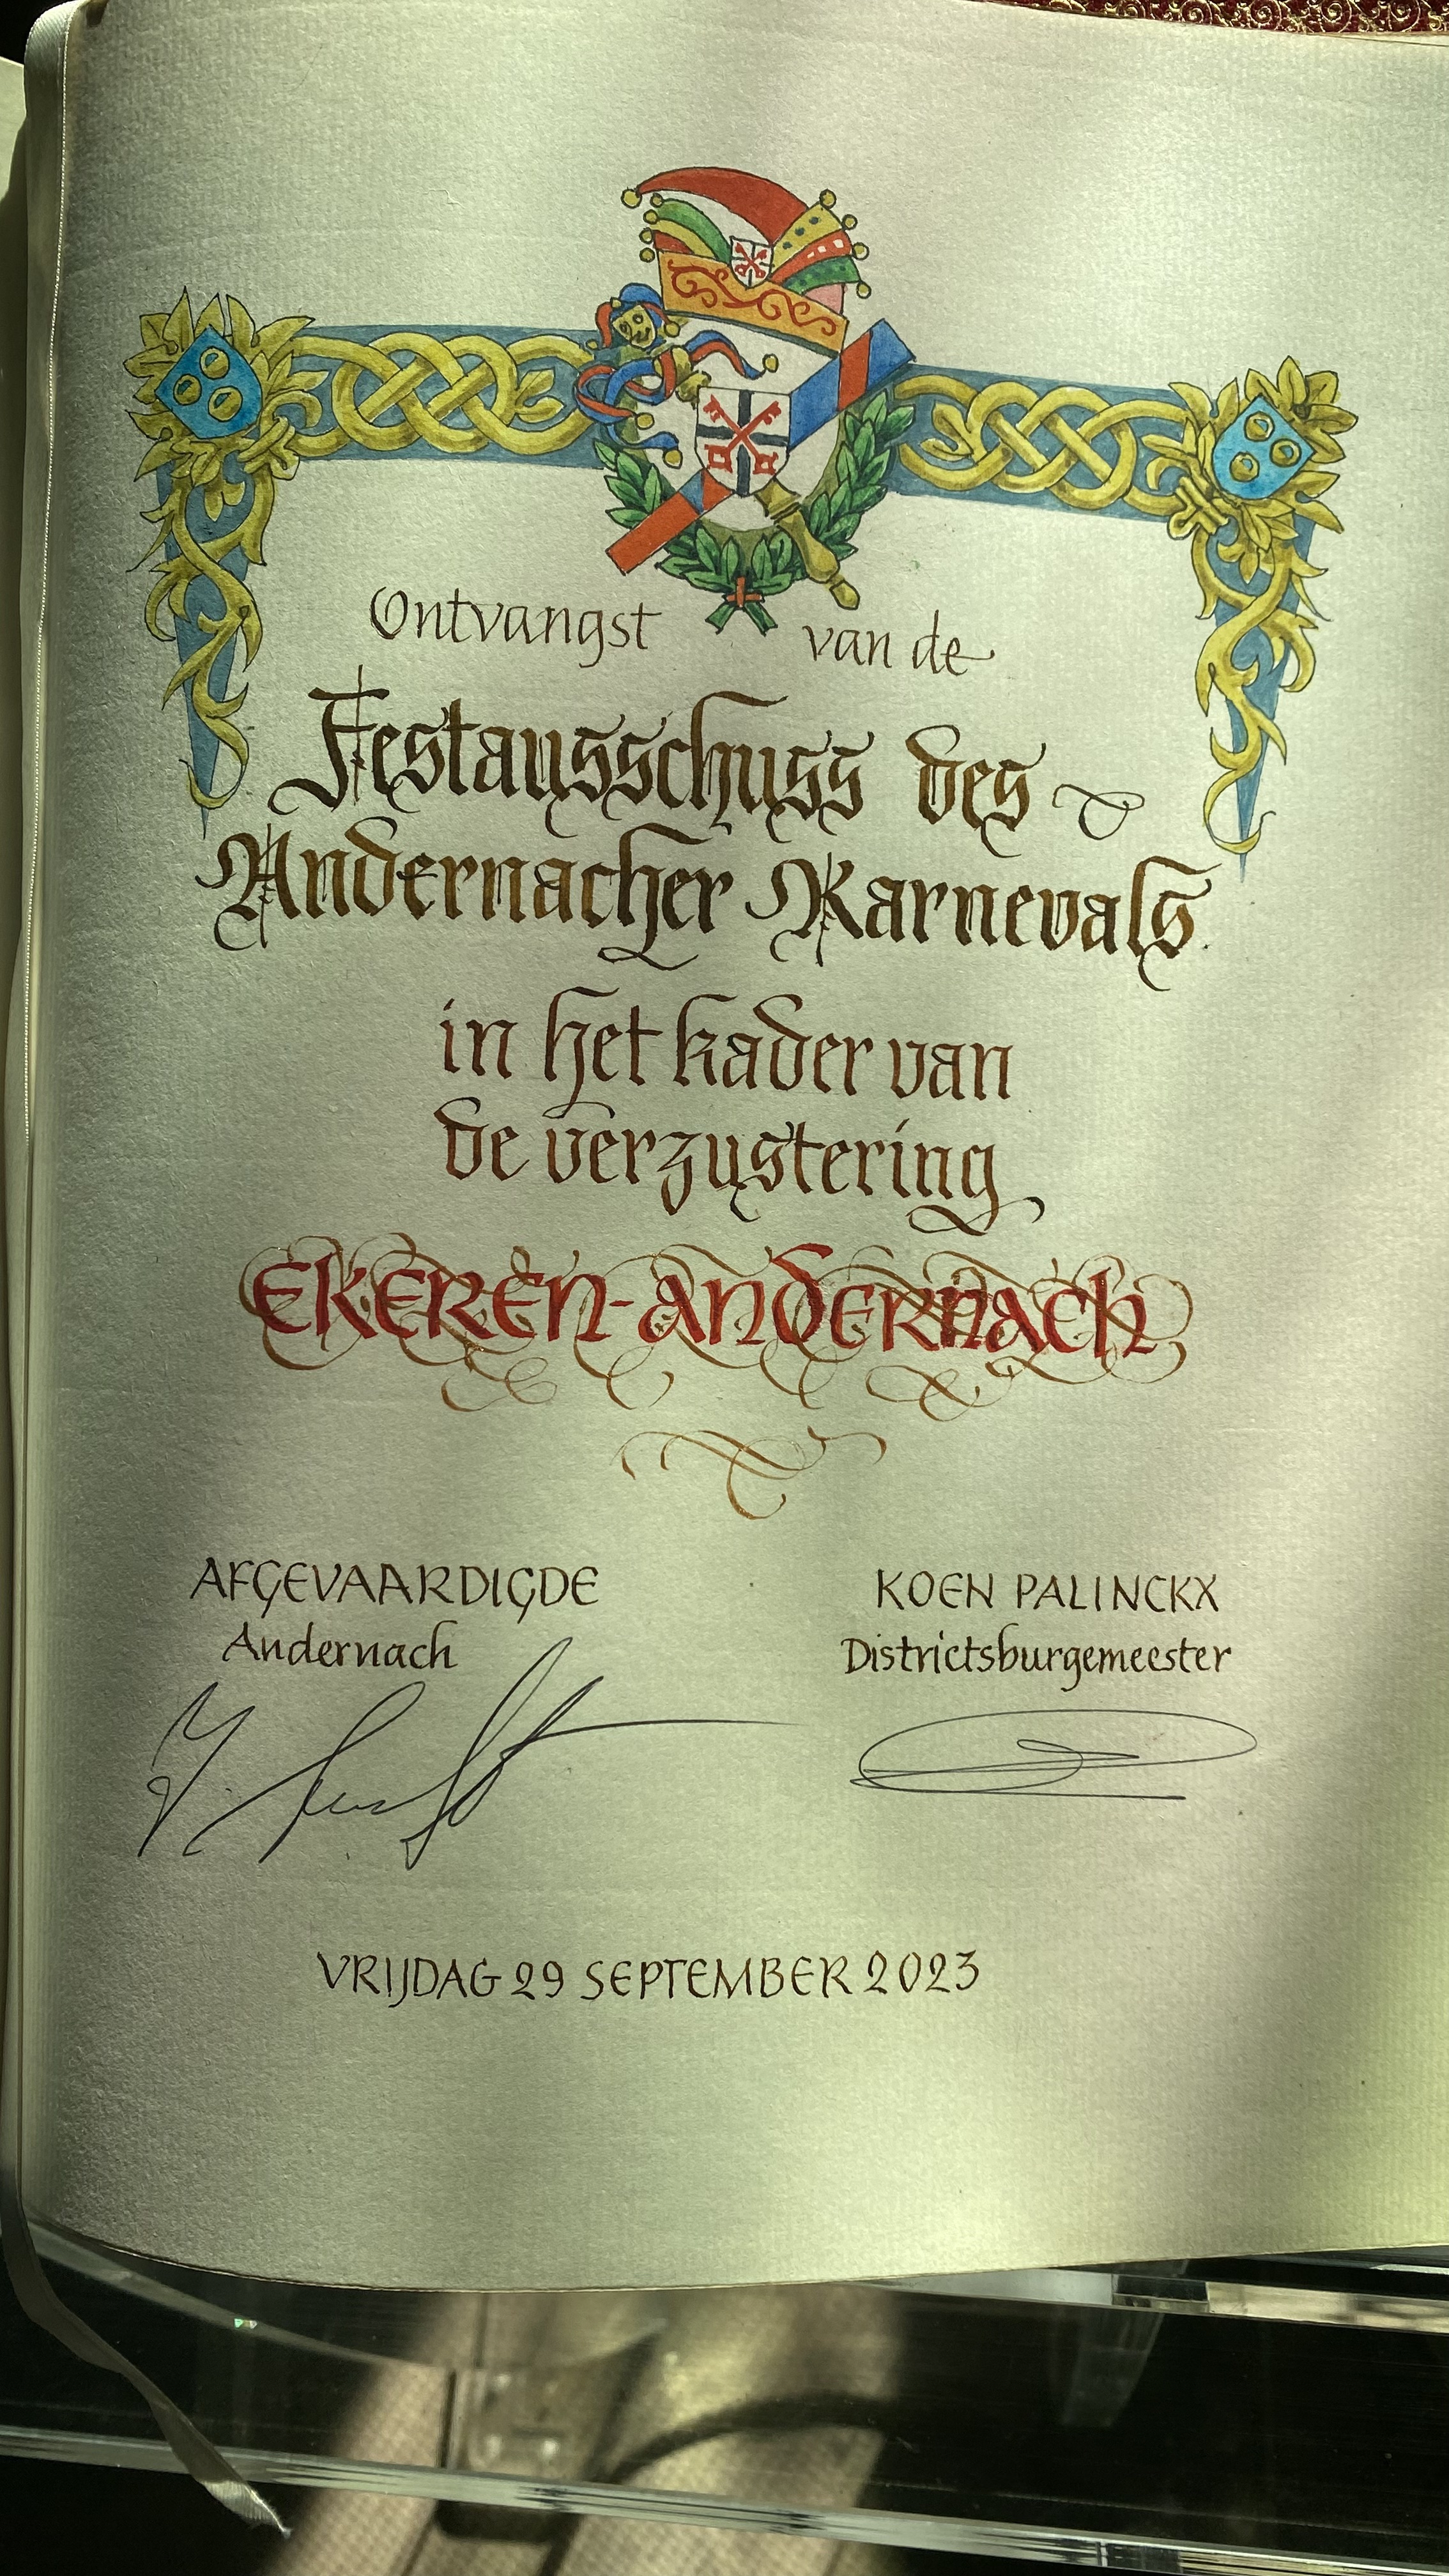 Ontvangst van de
Festausschuss des
Andernacher Karnevals
in het kader van
de verzustering
EKEREN-ANDERNACH
AFGEVAARDIGDE
Andernach
KOEN PALINCKX
Districtsburgemeester
VRIJDAG 29 SEPTEMBER 2023